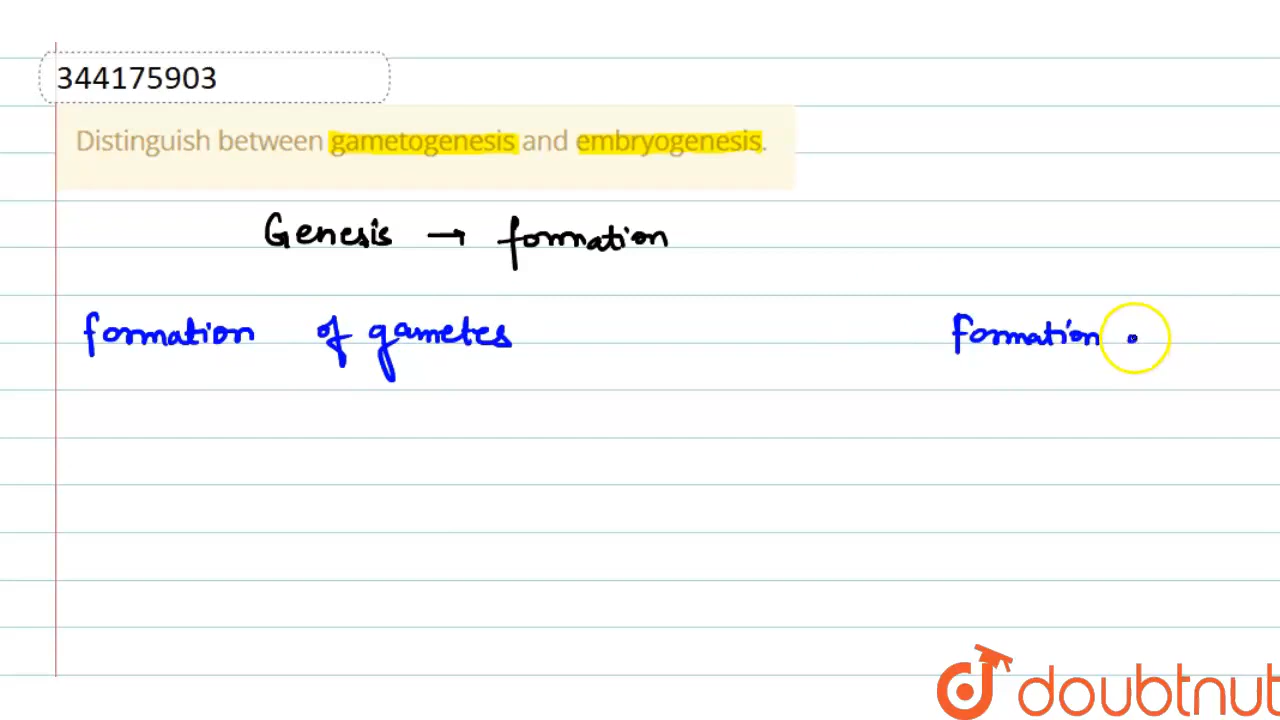 344175903
Distinguish between gametogenesis and embryogenesis.
Genesis → formation
formation of gametes
Formation
doubtnut